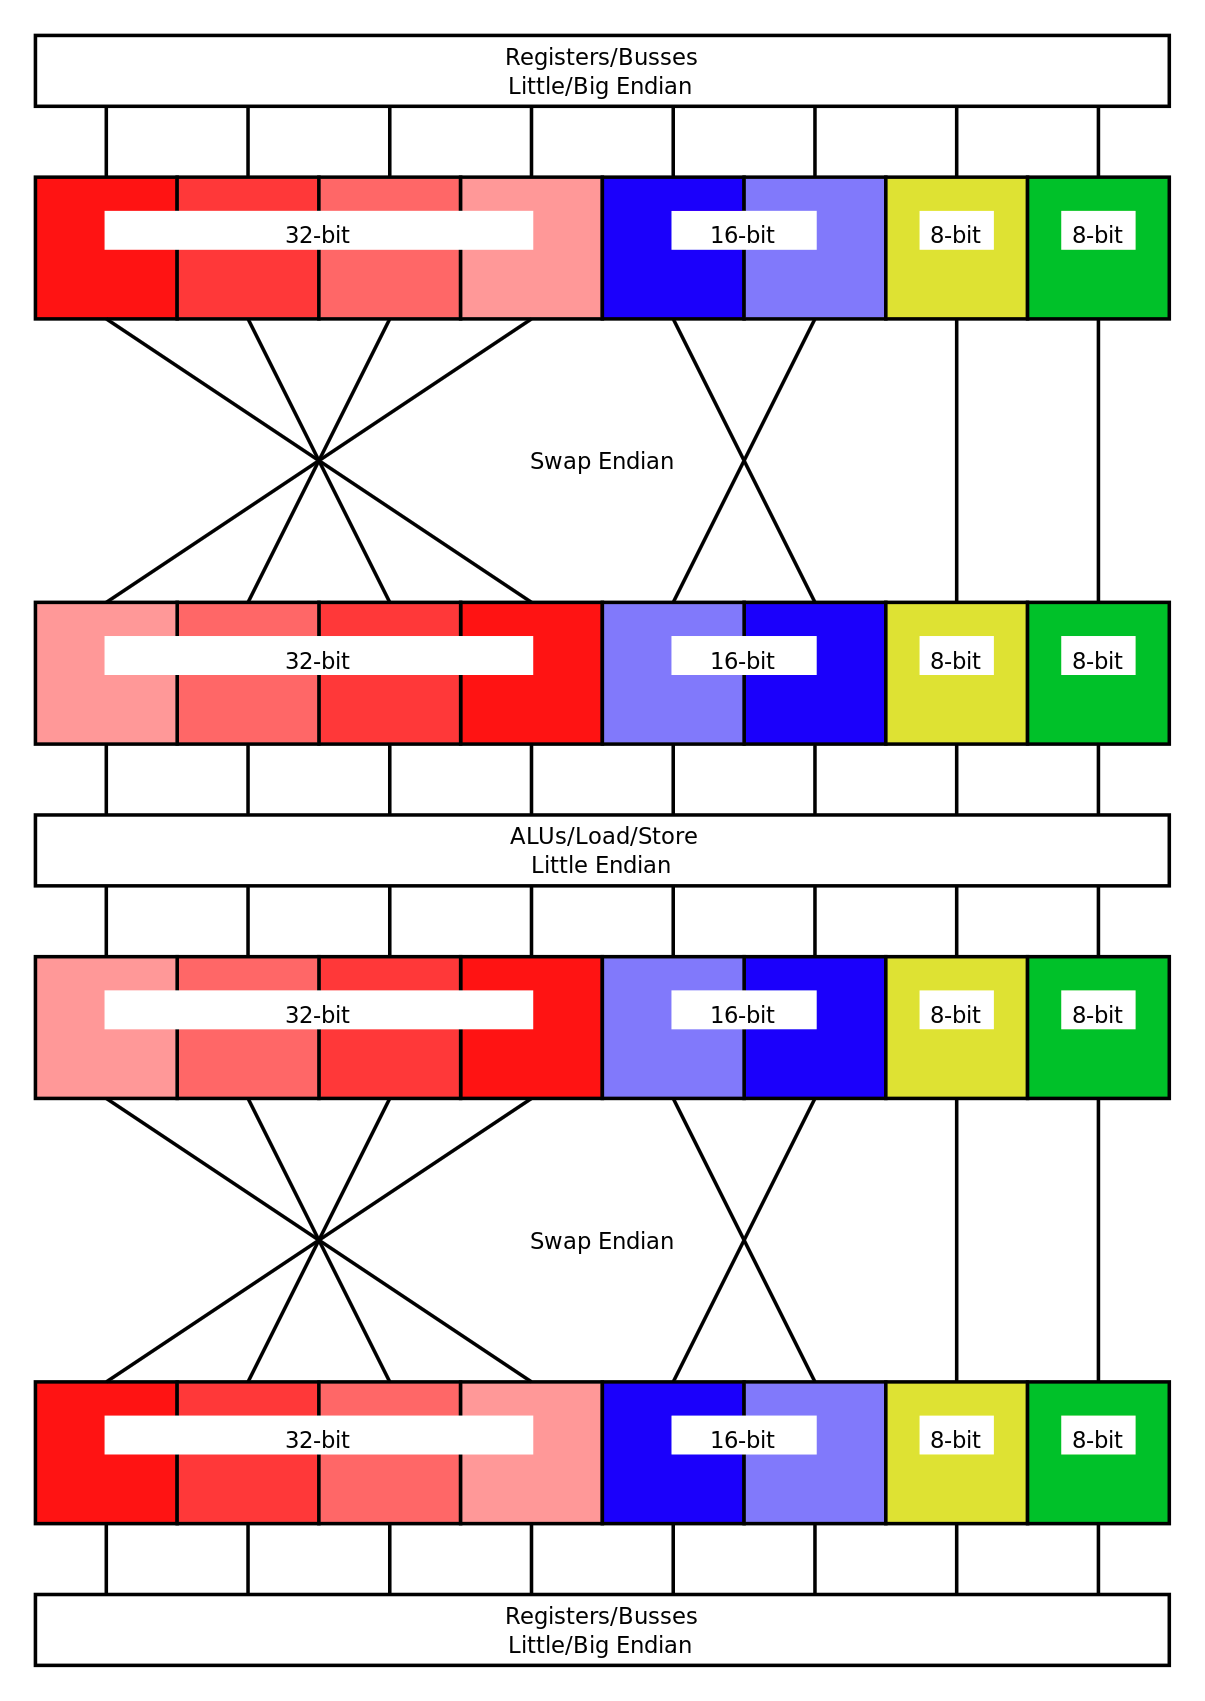 Registers/Busses
Little/Big Endian
32-bit 16-bit 8-bit 8-bit
Swap Endian
32-bit 16-bit 8-bit 8-bit
ALUs/Load/Store
Little Endian
32-bit 16-bit 8-bit 8-bit
Swap Endian
32-bit 16-bit 8-bit 8-bit
Registers/Busses
Little/Big Endian